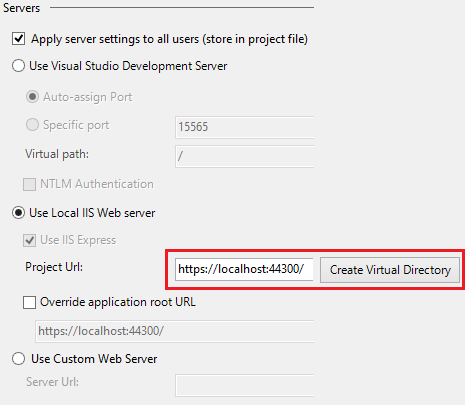 Servers
Apply server settings to all users (store in project file)
Use Visual Studio Development Server
Auto-assign Port
Specific port 15565
Virtual path: /
NTLM Authentication
Use Local IIS Web server
Use IIS Express
Project Url: https://localhost:44300/ Create Virtual Directory
Override application root URL
https://localhost:44300/
Use Custom Web Server
Server Url: